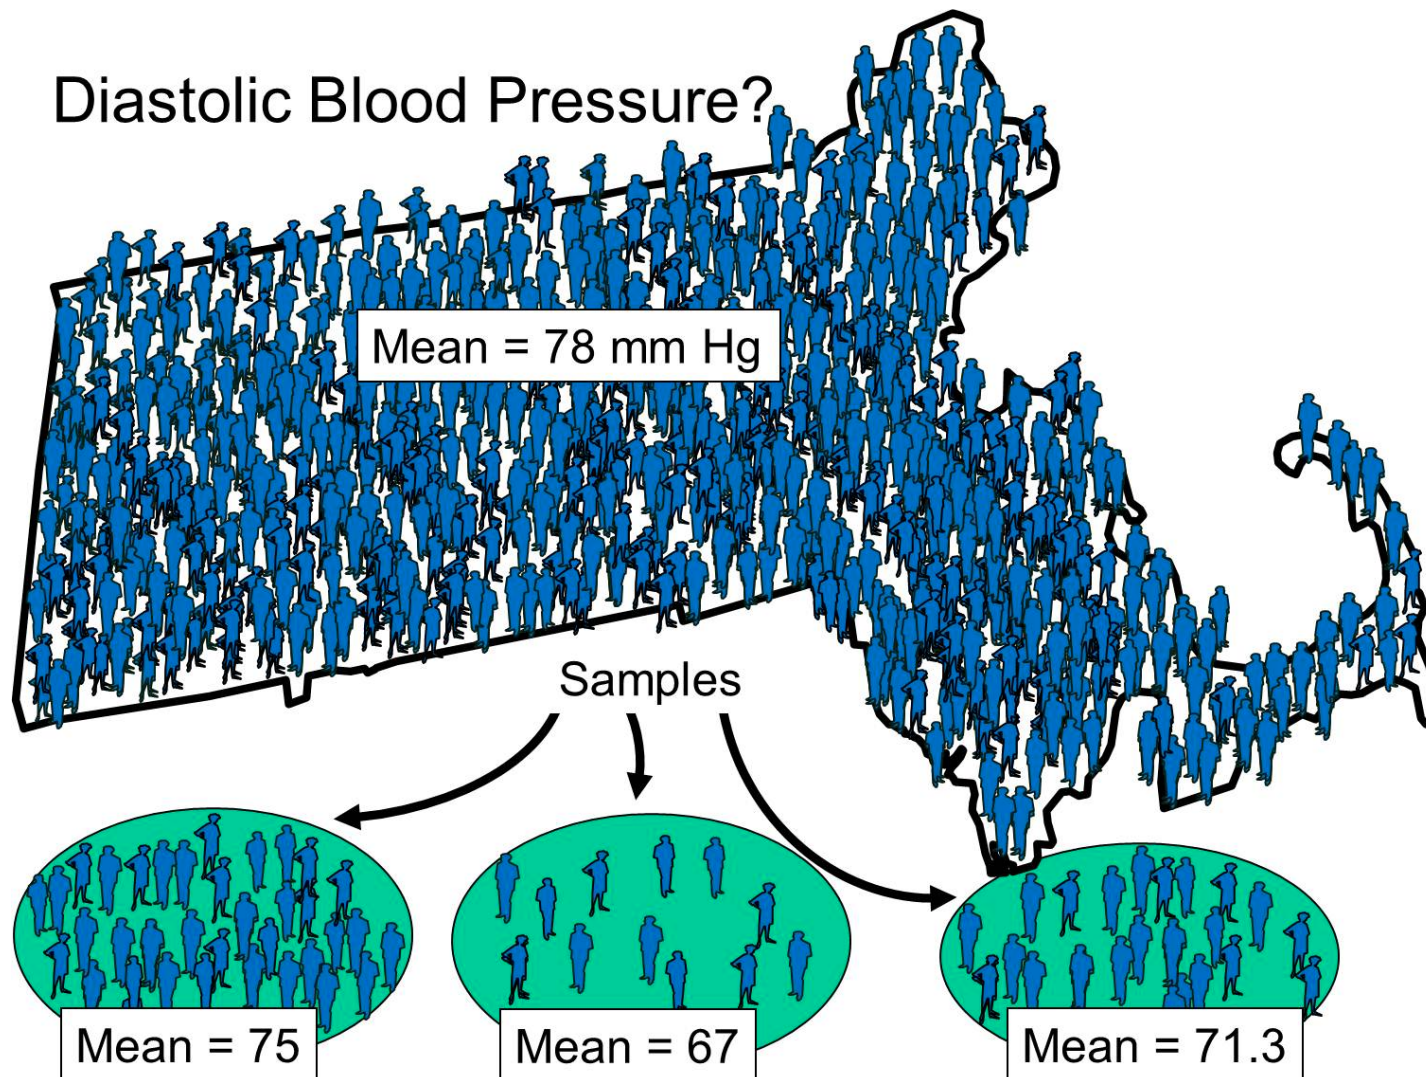 Diastolic Blood Pressure?
Mean = 78 mm Hg
Samples
Mean = 75
Mean = 67
Mean = 71.3